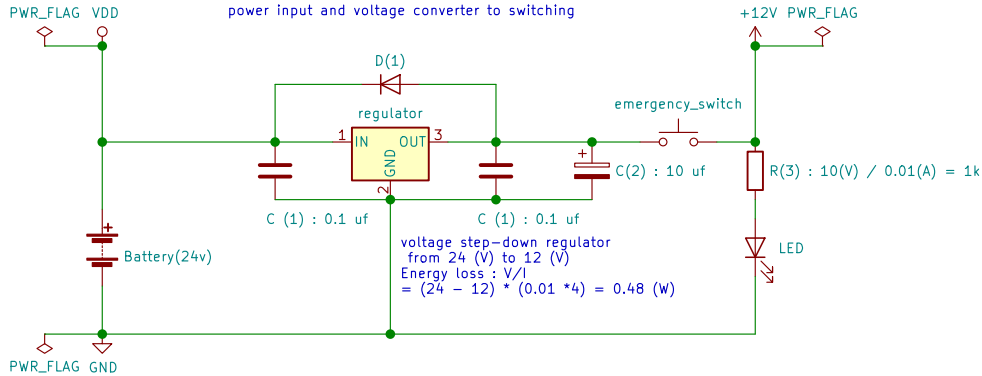 power input and voltage converter to switching
PWR_FLAG VDD
+12V PWR_FLAG
D(1)
emergency_switch
regulator
1 IN OUT 3
GND
2
+
C(2) : 10 uf
R(3) : 10(V) / 0.01(A) = 1k
C (1) : 0.1 uf
C (1) : 0.1 uf
+
Battery(24v)
voltage step-down regulator
from 24 (V) to 12 (V)
Energy loss : V/I
= (24 - 12) * (0.01 *4) = 0.48 (W)
LED
PWR_FLAG GND